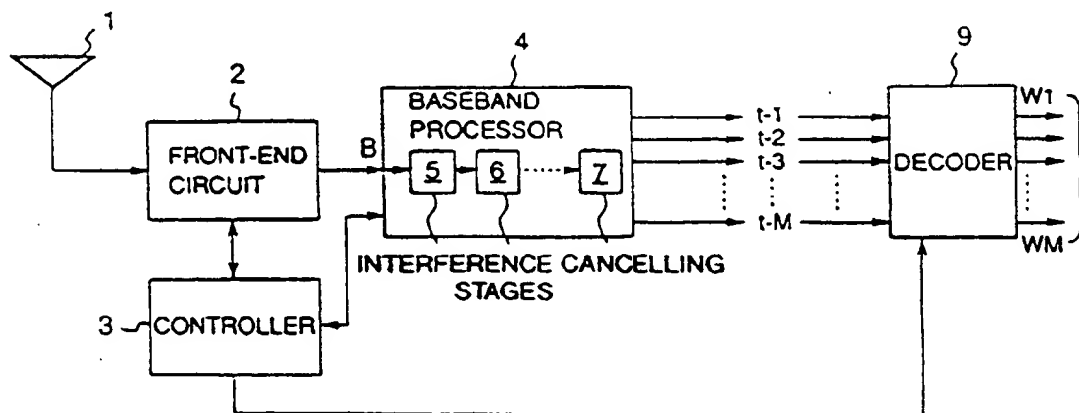 1
2
4
9
BASEBAND
PROCESSOR
FRONT-END
CIRCUIT
B
5
6
7
t-1
t-2
t-3
t-M
DECODER
W1
WM
INTERFERENCE CANCELLING
STAGES
3
CONTROLLER